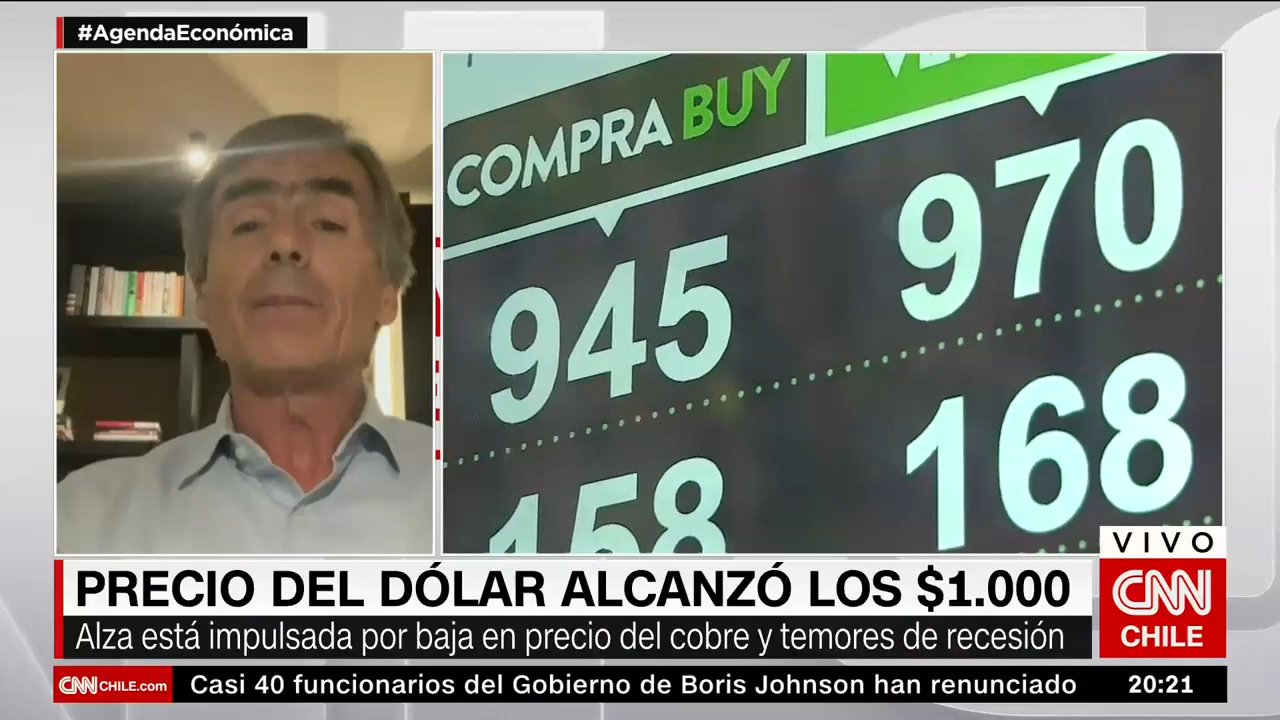 #AgendaEconómica
COMPRA BUY
945
970
158
168
VIVO
PRECIO DEL DÓLAR ALCANZÓ LOS $1.000
Alza está impulsada por baja en precio del cobre y temores de recesión
CNN
CHILE
CNNCHILE.com
Casi 40 funcionarios del Gobierno de Boris Johnson han renunciado
20:21